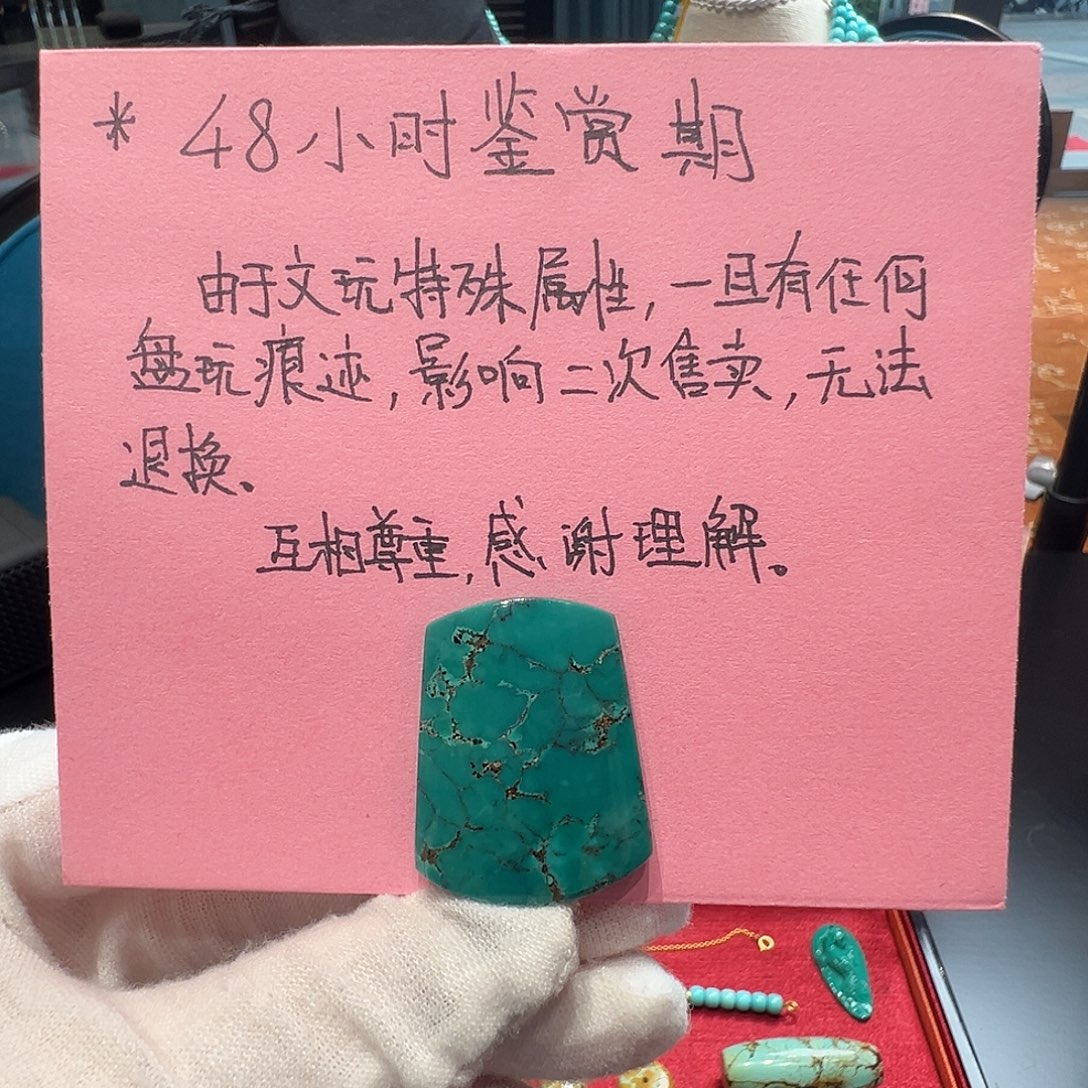 * 48小时鉴赏期
由于文玩特殊属性,一旦有任何
盘玩痕迹,影响二次售卖,无法
退换。
互相尊重,感谢理解。